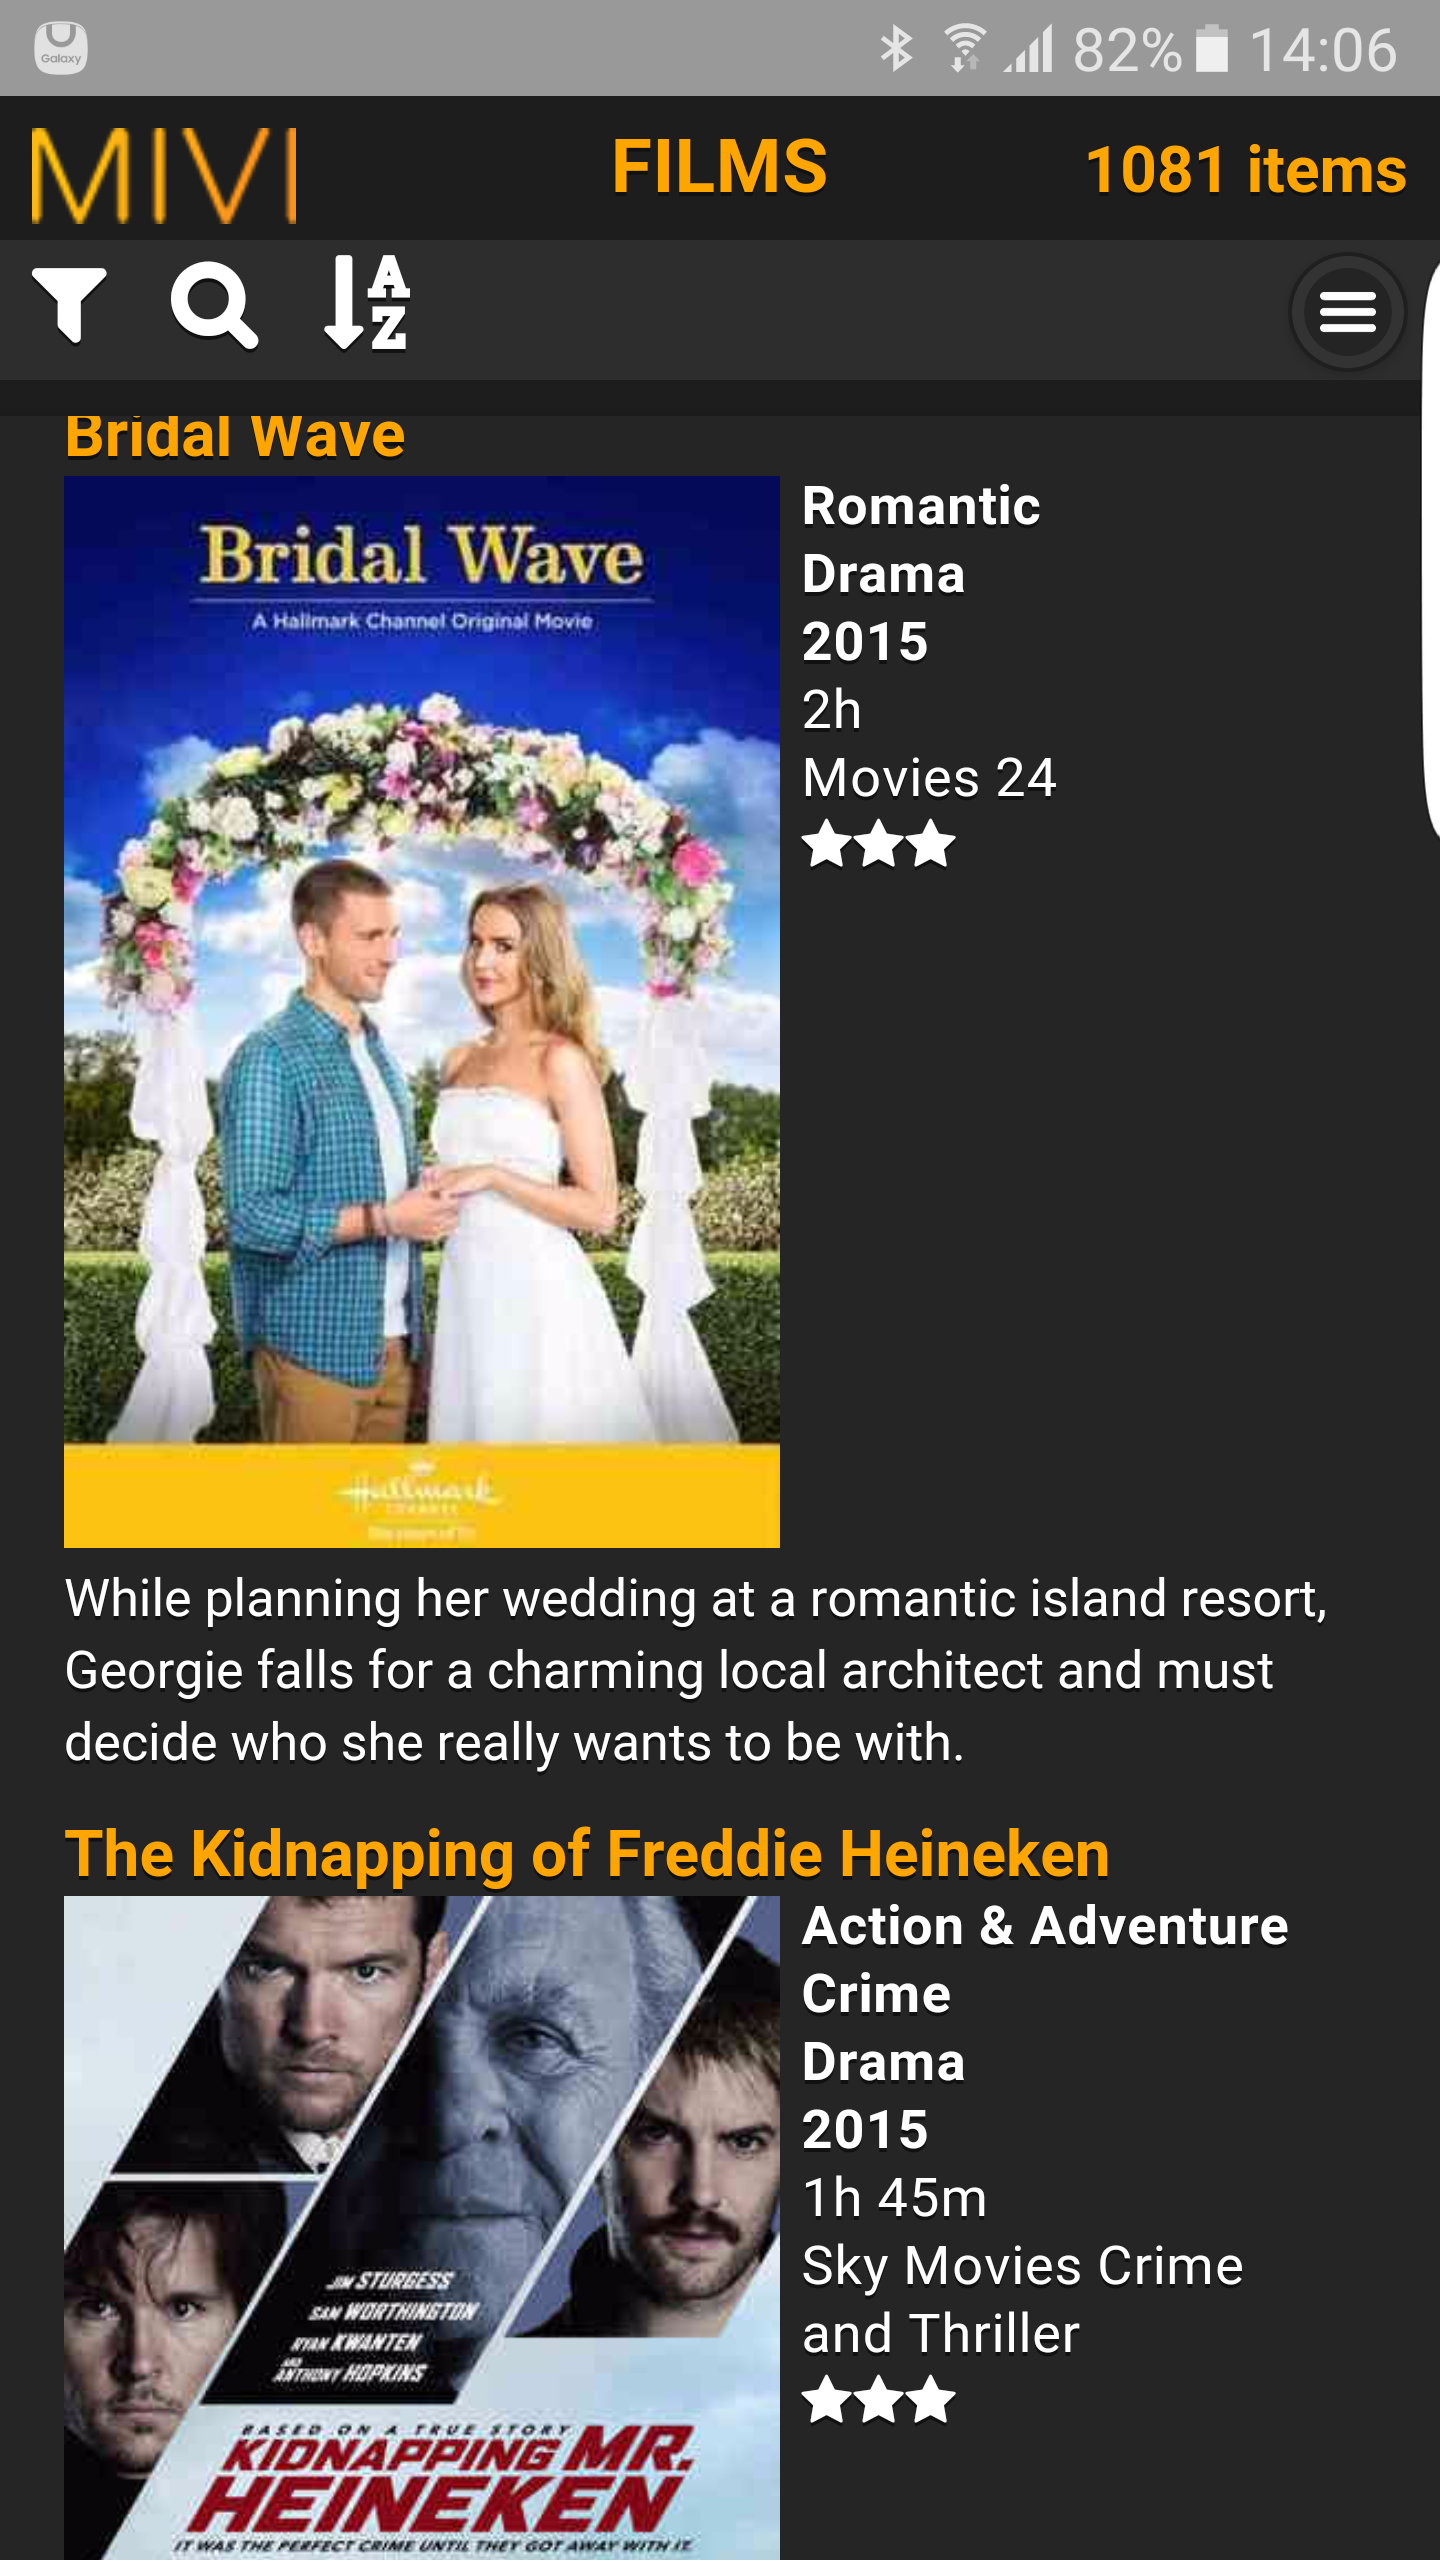 Galaxy
82% 14:06
MIVI
FILMS
1081 items
A
Z
Bridal Wave
Bridal Wave
A Hallmark Channel Original Movie
Hallmark
CHANNEL
Romantic
Drama
2015
2h
Movies 24
While planning her wedding at a romantic island resort,
Georgie falls for a charming local architect and must
decide who she really wants to be with.
The Kidnapping of Freddie Heineken
JIM STURGESS
SAM WORTHINGTON
RYAN KWANTEN
AND
ANTHONY HOPKINS
BASED ON A TRUE STORY
KIDNAPPING MR.
HEINEKEN
IT WAS THE PERFECT CRIME UNTIL THEY GOT AWAY WITH IT.
Action & Adventure
Crime
Drama
2015
1h 45m
Sky Movies Crime
and Thriller